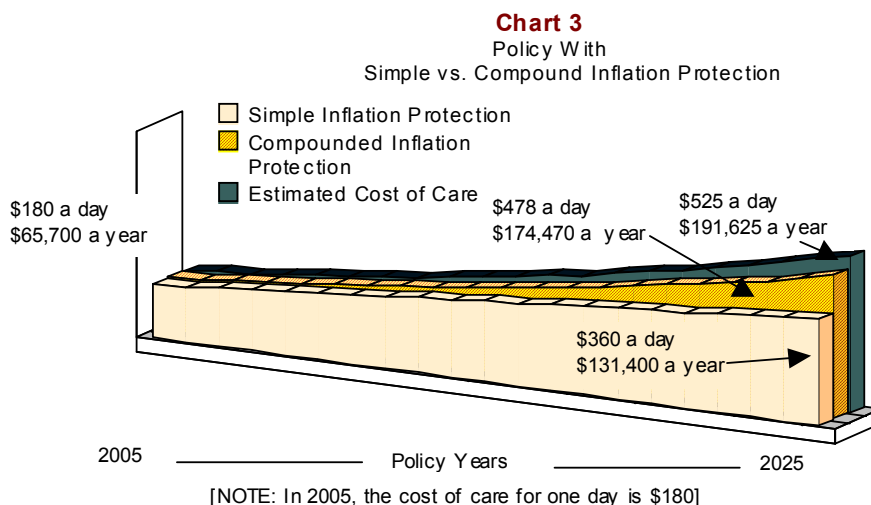 Chart 3
Policy With
Simple vs. Compound Inflation Protection
Simple Inflation Protection
Compounded Inflation
Protection
Estimated Cost of Care
$180 a day
$65,700 a year
$478 a day
$174,470 a year
$525 a day
$191,625 a year
$360 a day
$131,400 a year
2005
Policy Years
2025
[NOTE: In 2005, the cost of care for one day is $180]